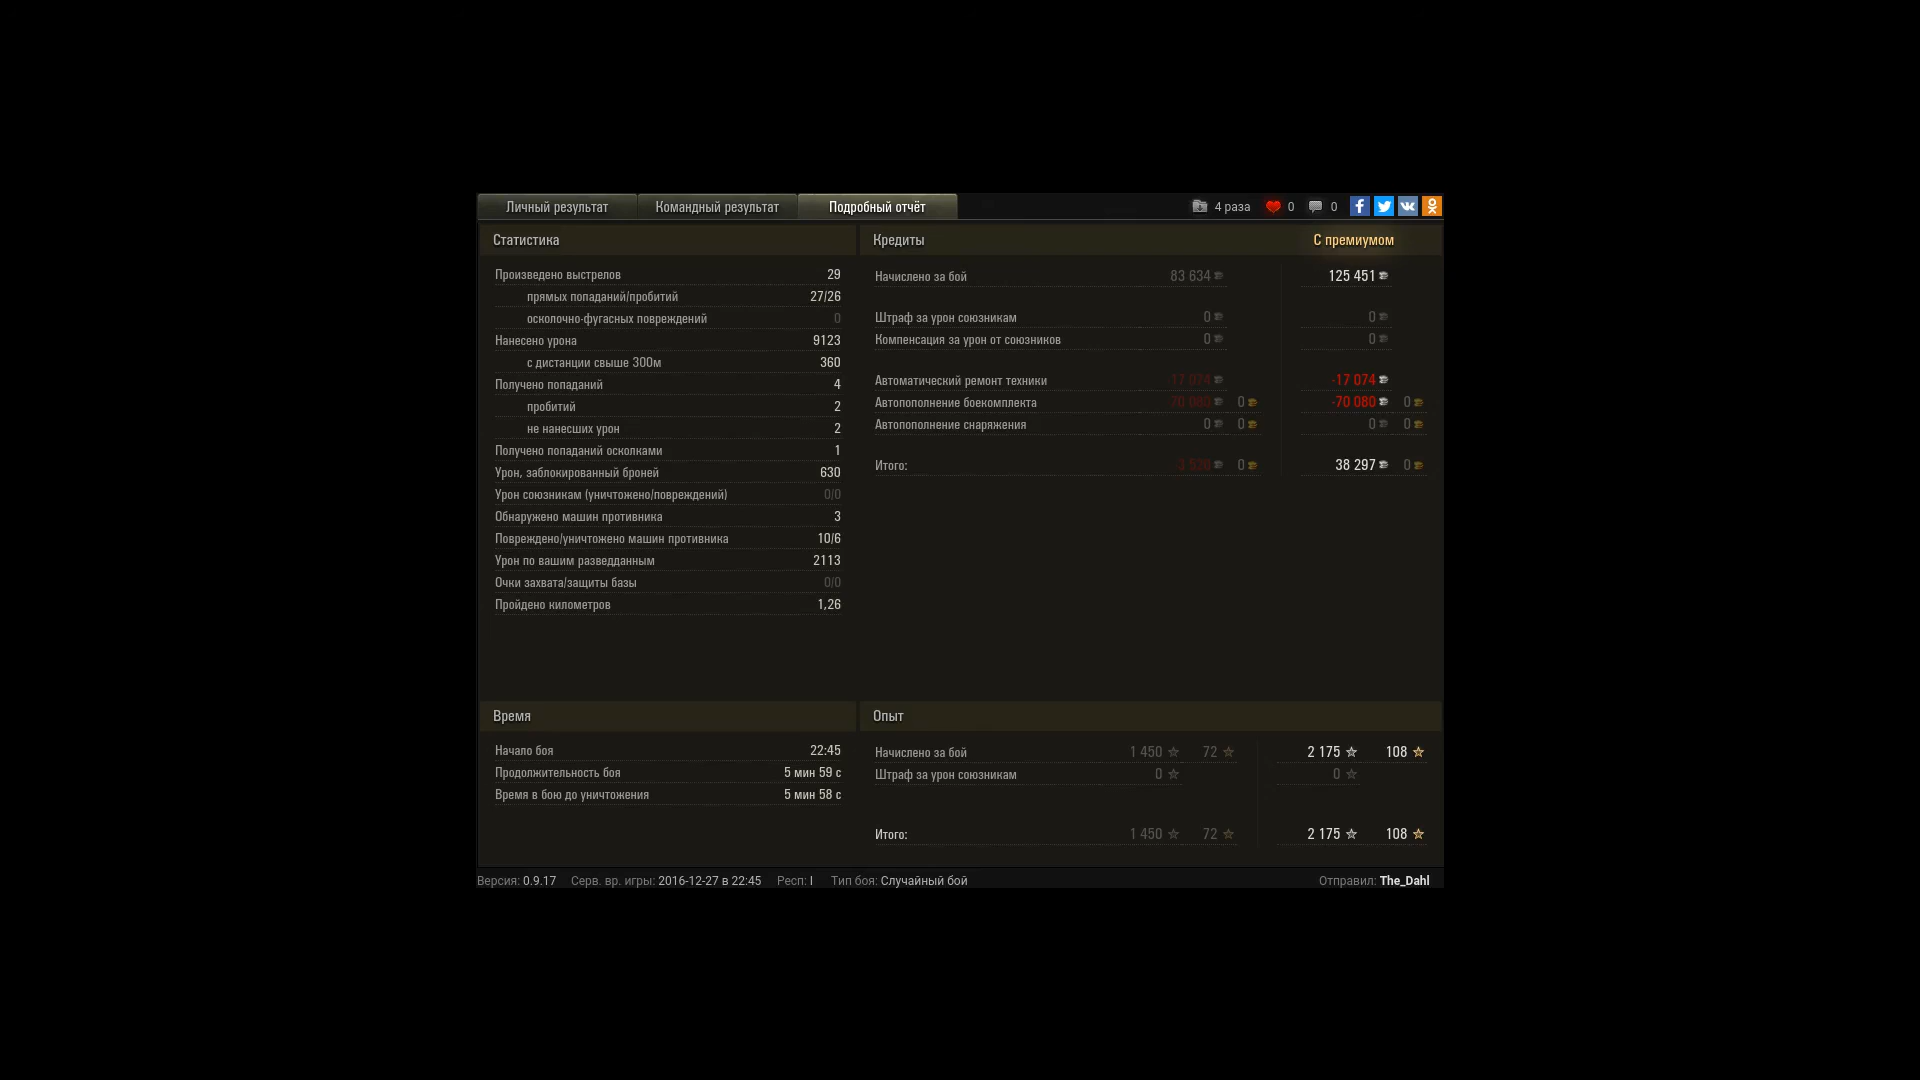 Личный результат Командный результат Подробный отчёт 4 раза 0 0
Статистика
Произведено выстрелов 29
прямых попаданий/пробитий 27/26
осколочно-фугасных повреждений 0
Нанесено урона 9123
с дистанции свыше 300м 360
Получено попаданий 4
пробитий 2
не нанесших урон 2
Получено попаданий осколками 1
Урон, заблокированный броней 630
Урон союзникам (уничтожено/повреждений) 0/0
Обнаружено машин противника 3
Повреждено/уничтожено машин противника 10/6
Урон по вашим разведданным 2113
Очки захвата/защиты базы 0/0
Пройдено километров 1,26
Кредиты С премиумом
Начислено за бой 83 634 125 451
Штраф за урон союзникам 0 0
Компенсация за урон от союзников 0 0
Автоматический ремонт техники -17 074 -17 074
Автопополнение боекомплекта -70 080 0 -70 080 0
Автопополнение снаряжения 0 0 0 0
Итого: -3 520 0 38 297 0
Время
Начало боя 22:45
Продолжительность боя 5 мин 59 с
Время в бою до уничтожения 5 мин 58 с
Опыт
Начислено за бой 1 450 72 2 175 108
Штраф за урон союзникам 0 0
Итого: 1 450 72 2 175 108
Версия: 0.9.17 Серв. вр. игры: 2016-12-27 в 22:45 Респ: I Тип боя: Случайный бой Отправил: The_Dahl